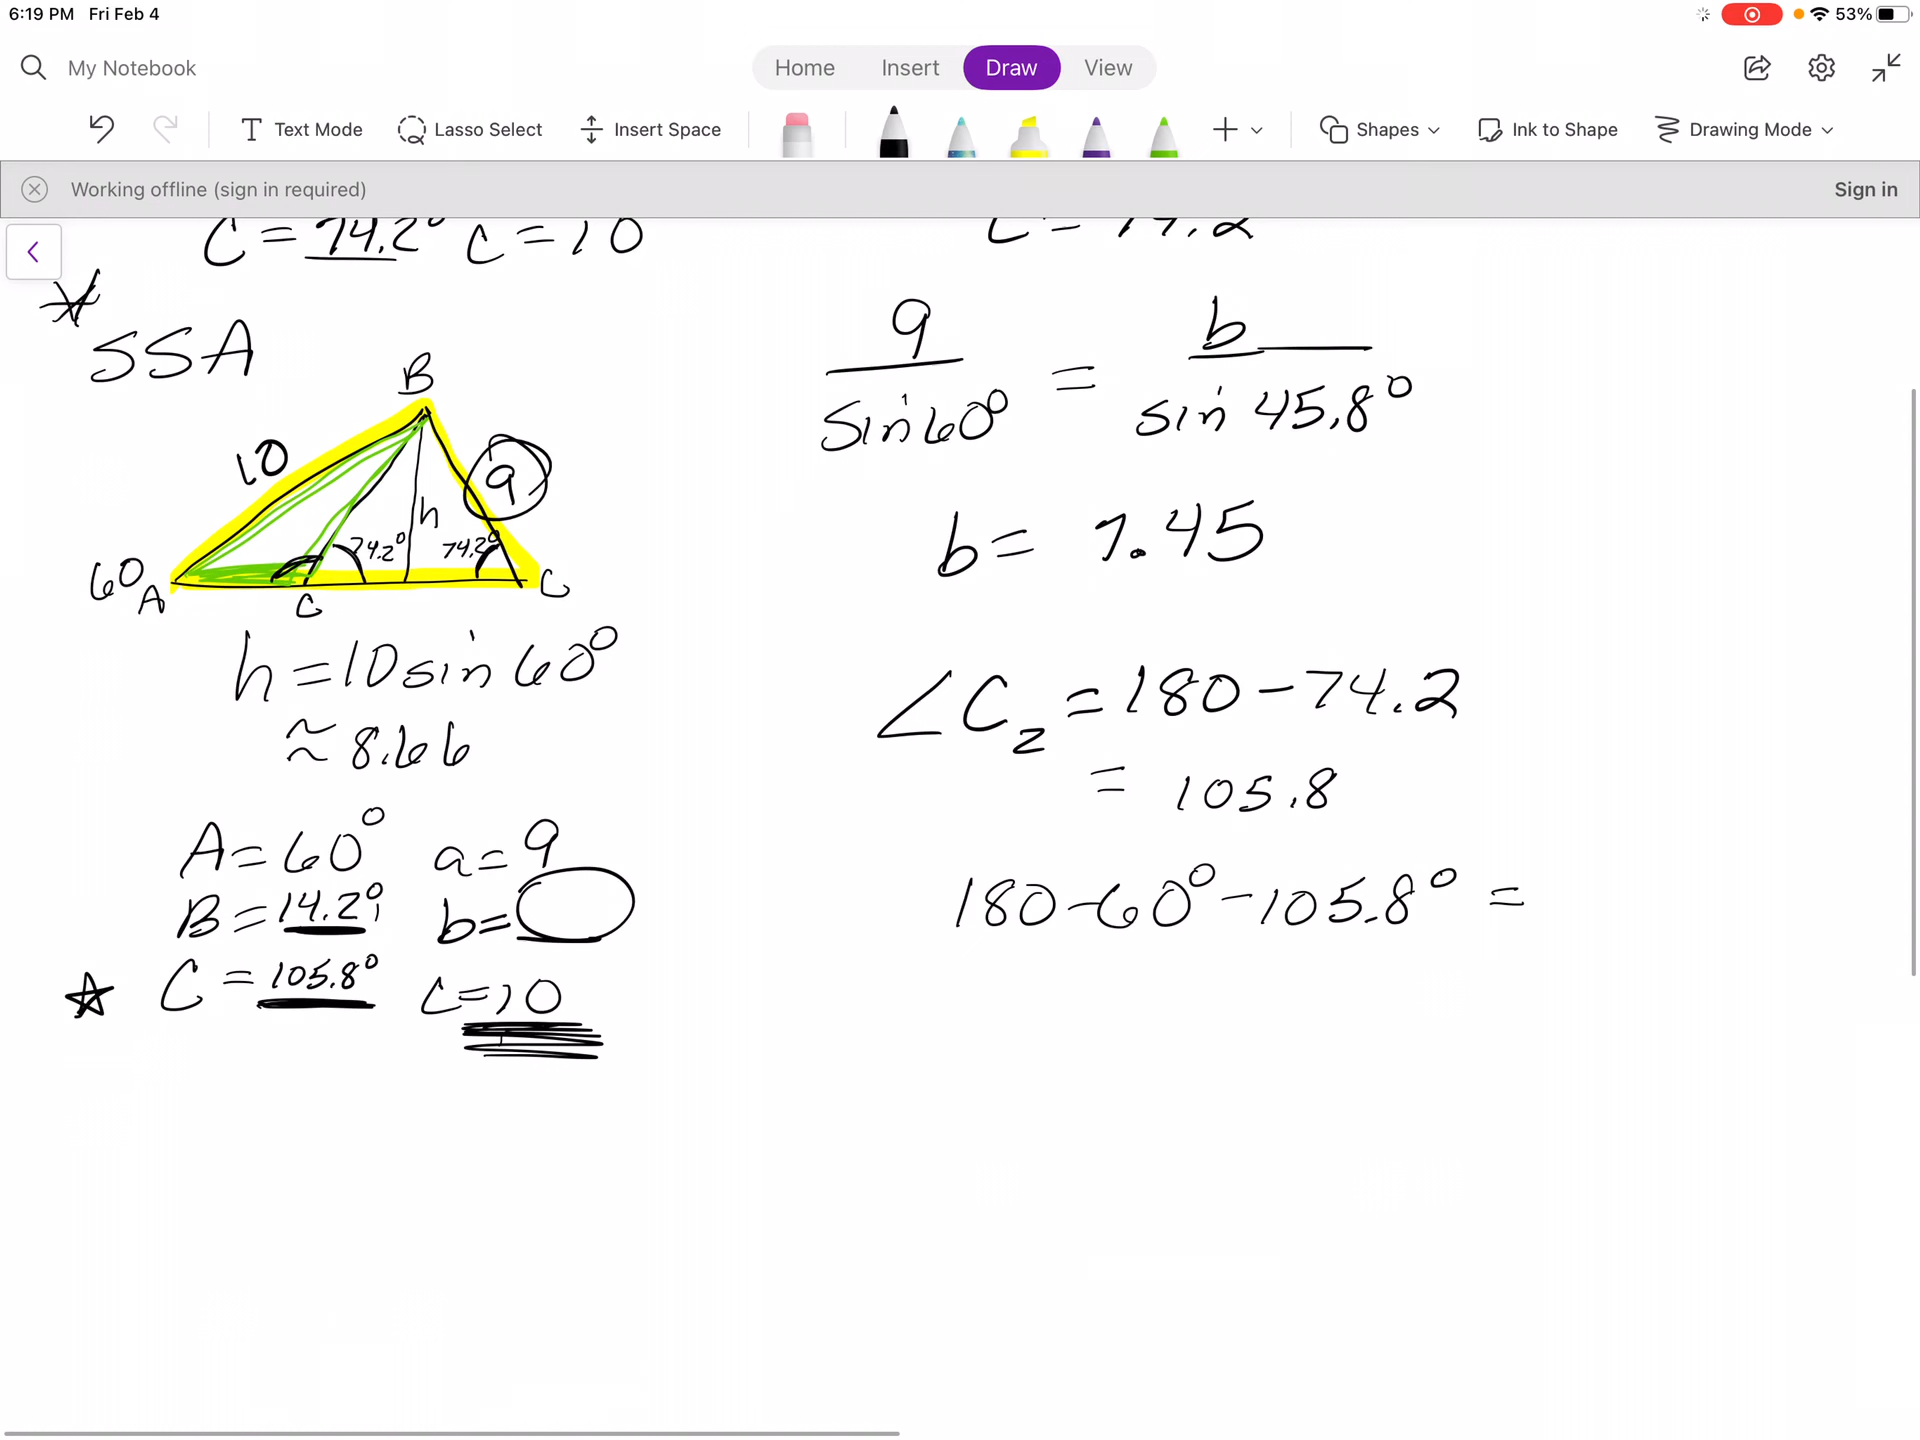 6:19 PM Fri Feb 4 53%
My Notebook Home Insert Draw View
Text Mode Lasso Select Insert Space Shapes Ink to Shape Drawing Mode
Working offline (sign in required) Sign in
C = 74.2° c = 10
C = 74.2
SSA
B
10
9
h
74.2° 74.2°
60 A
C
C
h = 10 sin 60°
≈ 8.66
A = 60° a = 9
B = 14.2° b =
C = 105.8° c = 10
9 / sin 60° = b / sin 45.8°
b = 7.45
∠C₂ = 180 - 74.2
= 105.8
180 - 60° - 105.8° =